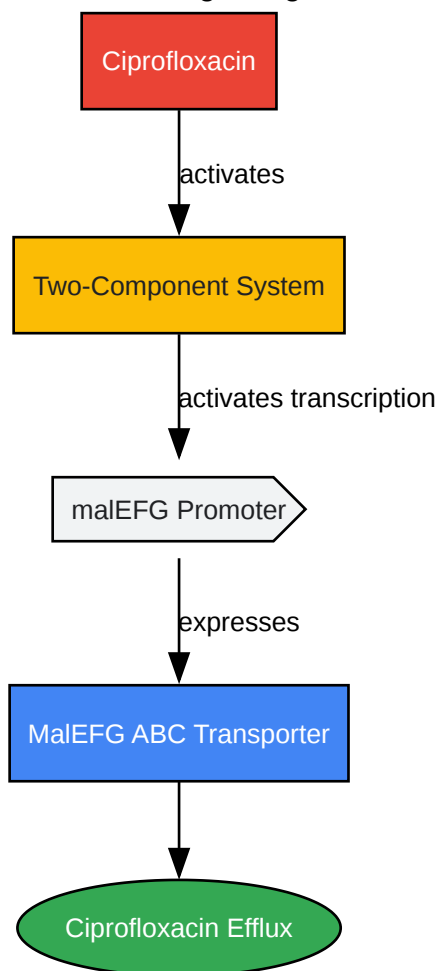 Ciprofloxacin
activates
Two-Component System
activates transcription
malEFG Promoter
expresses
MalEFG ABC Transporter
Ciprofloxacin Efflux